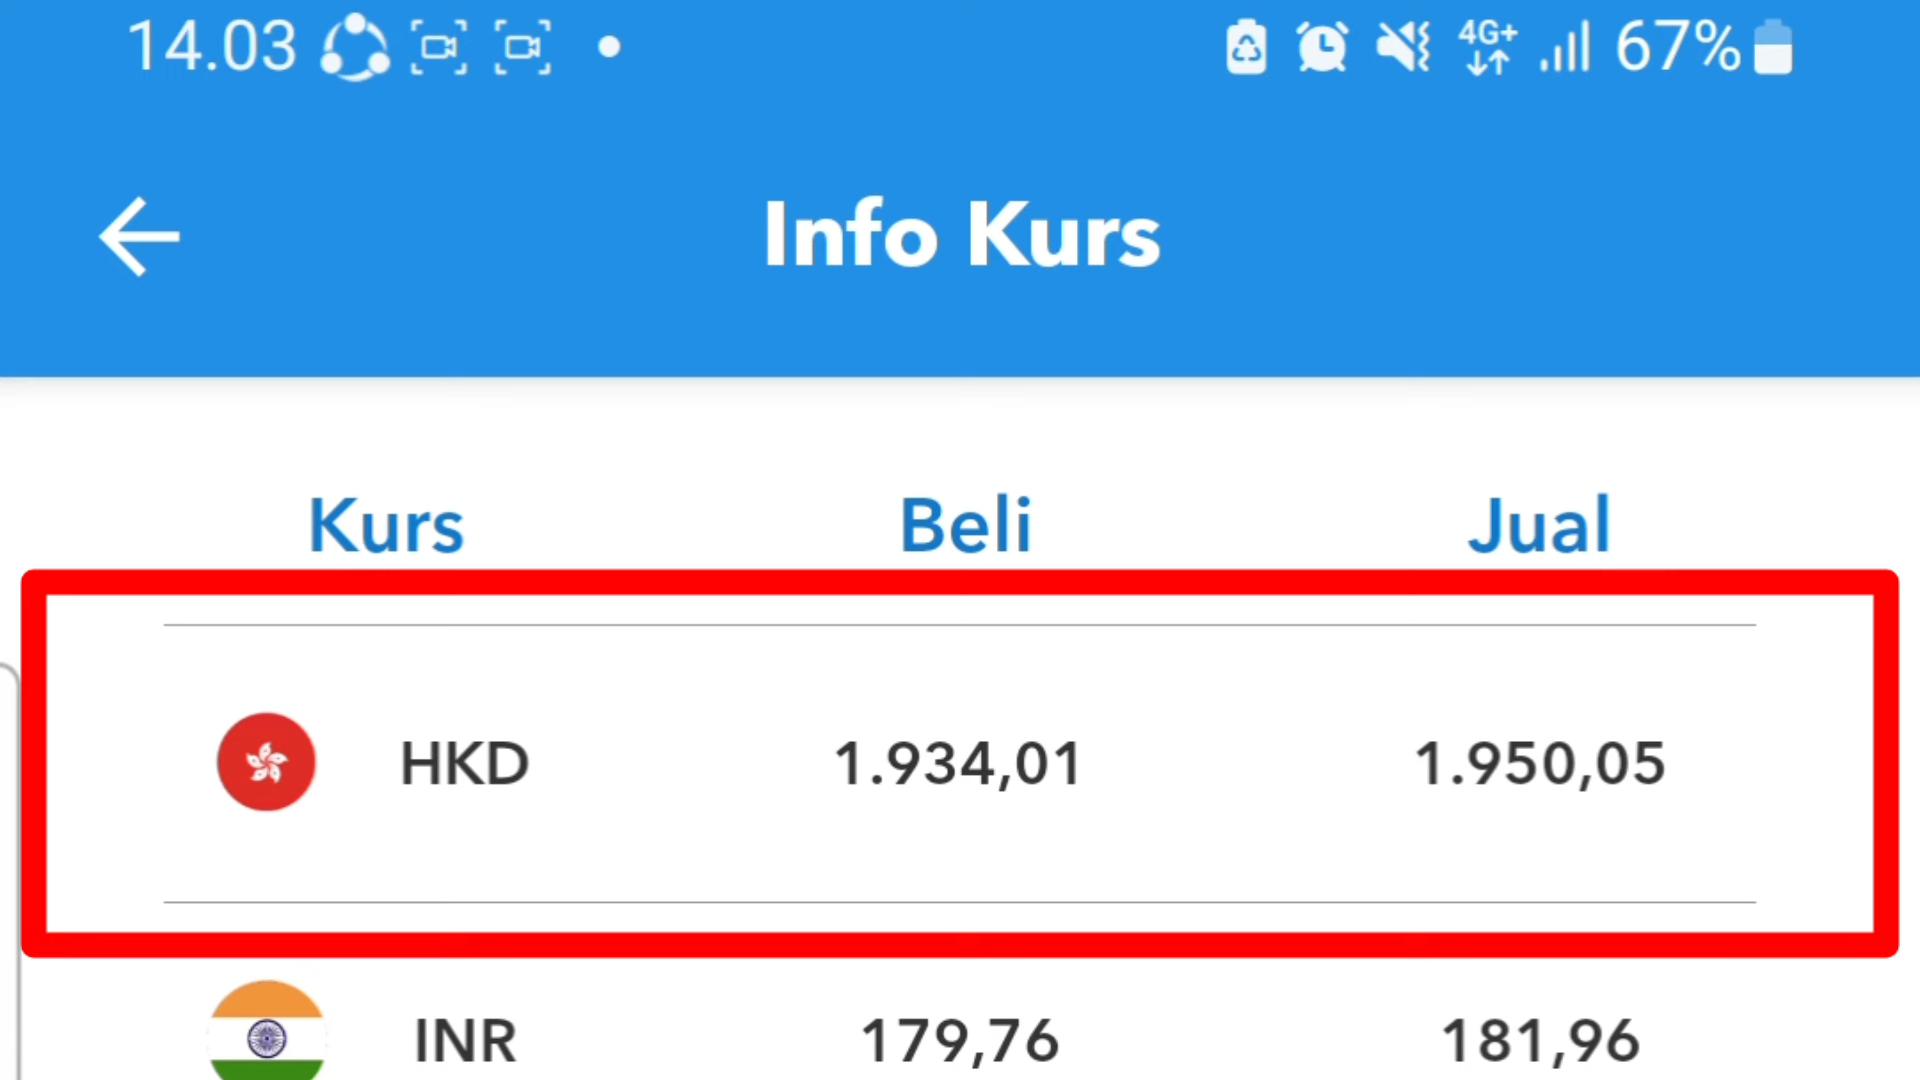 14.03 4G+ 67%
Info Kurs
Kurs Beli Jual
HKD 1.934,01 1.950,05
INR 179,76 181,96